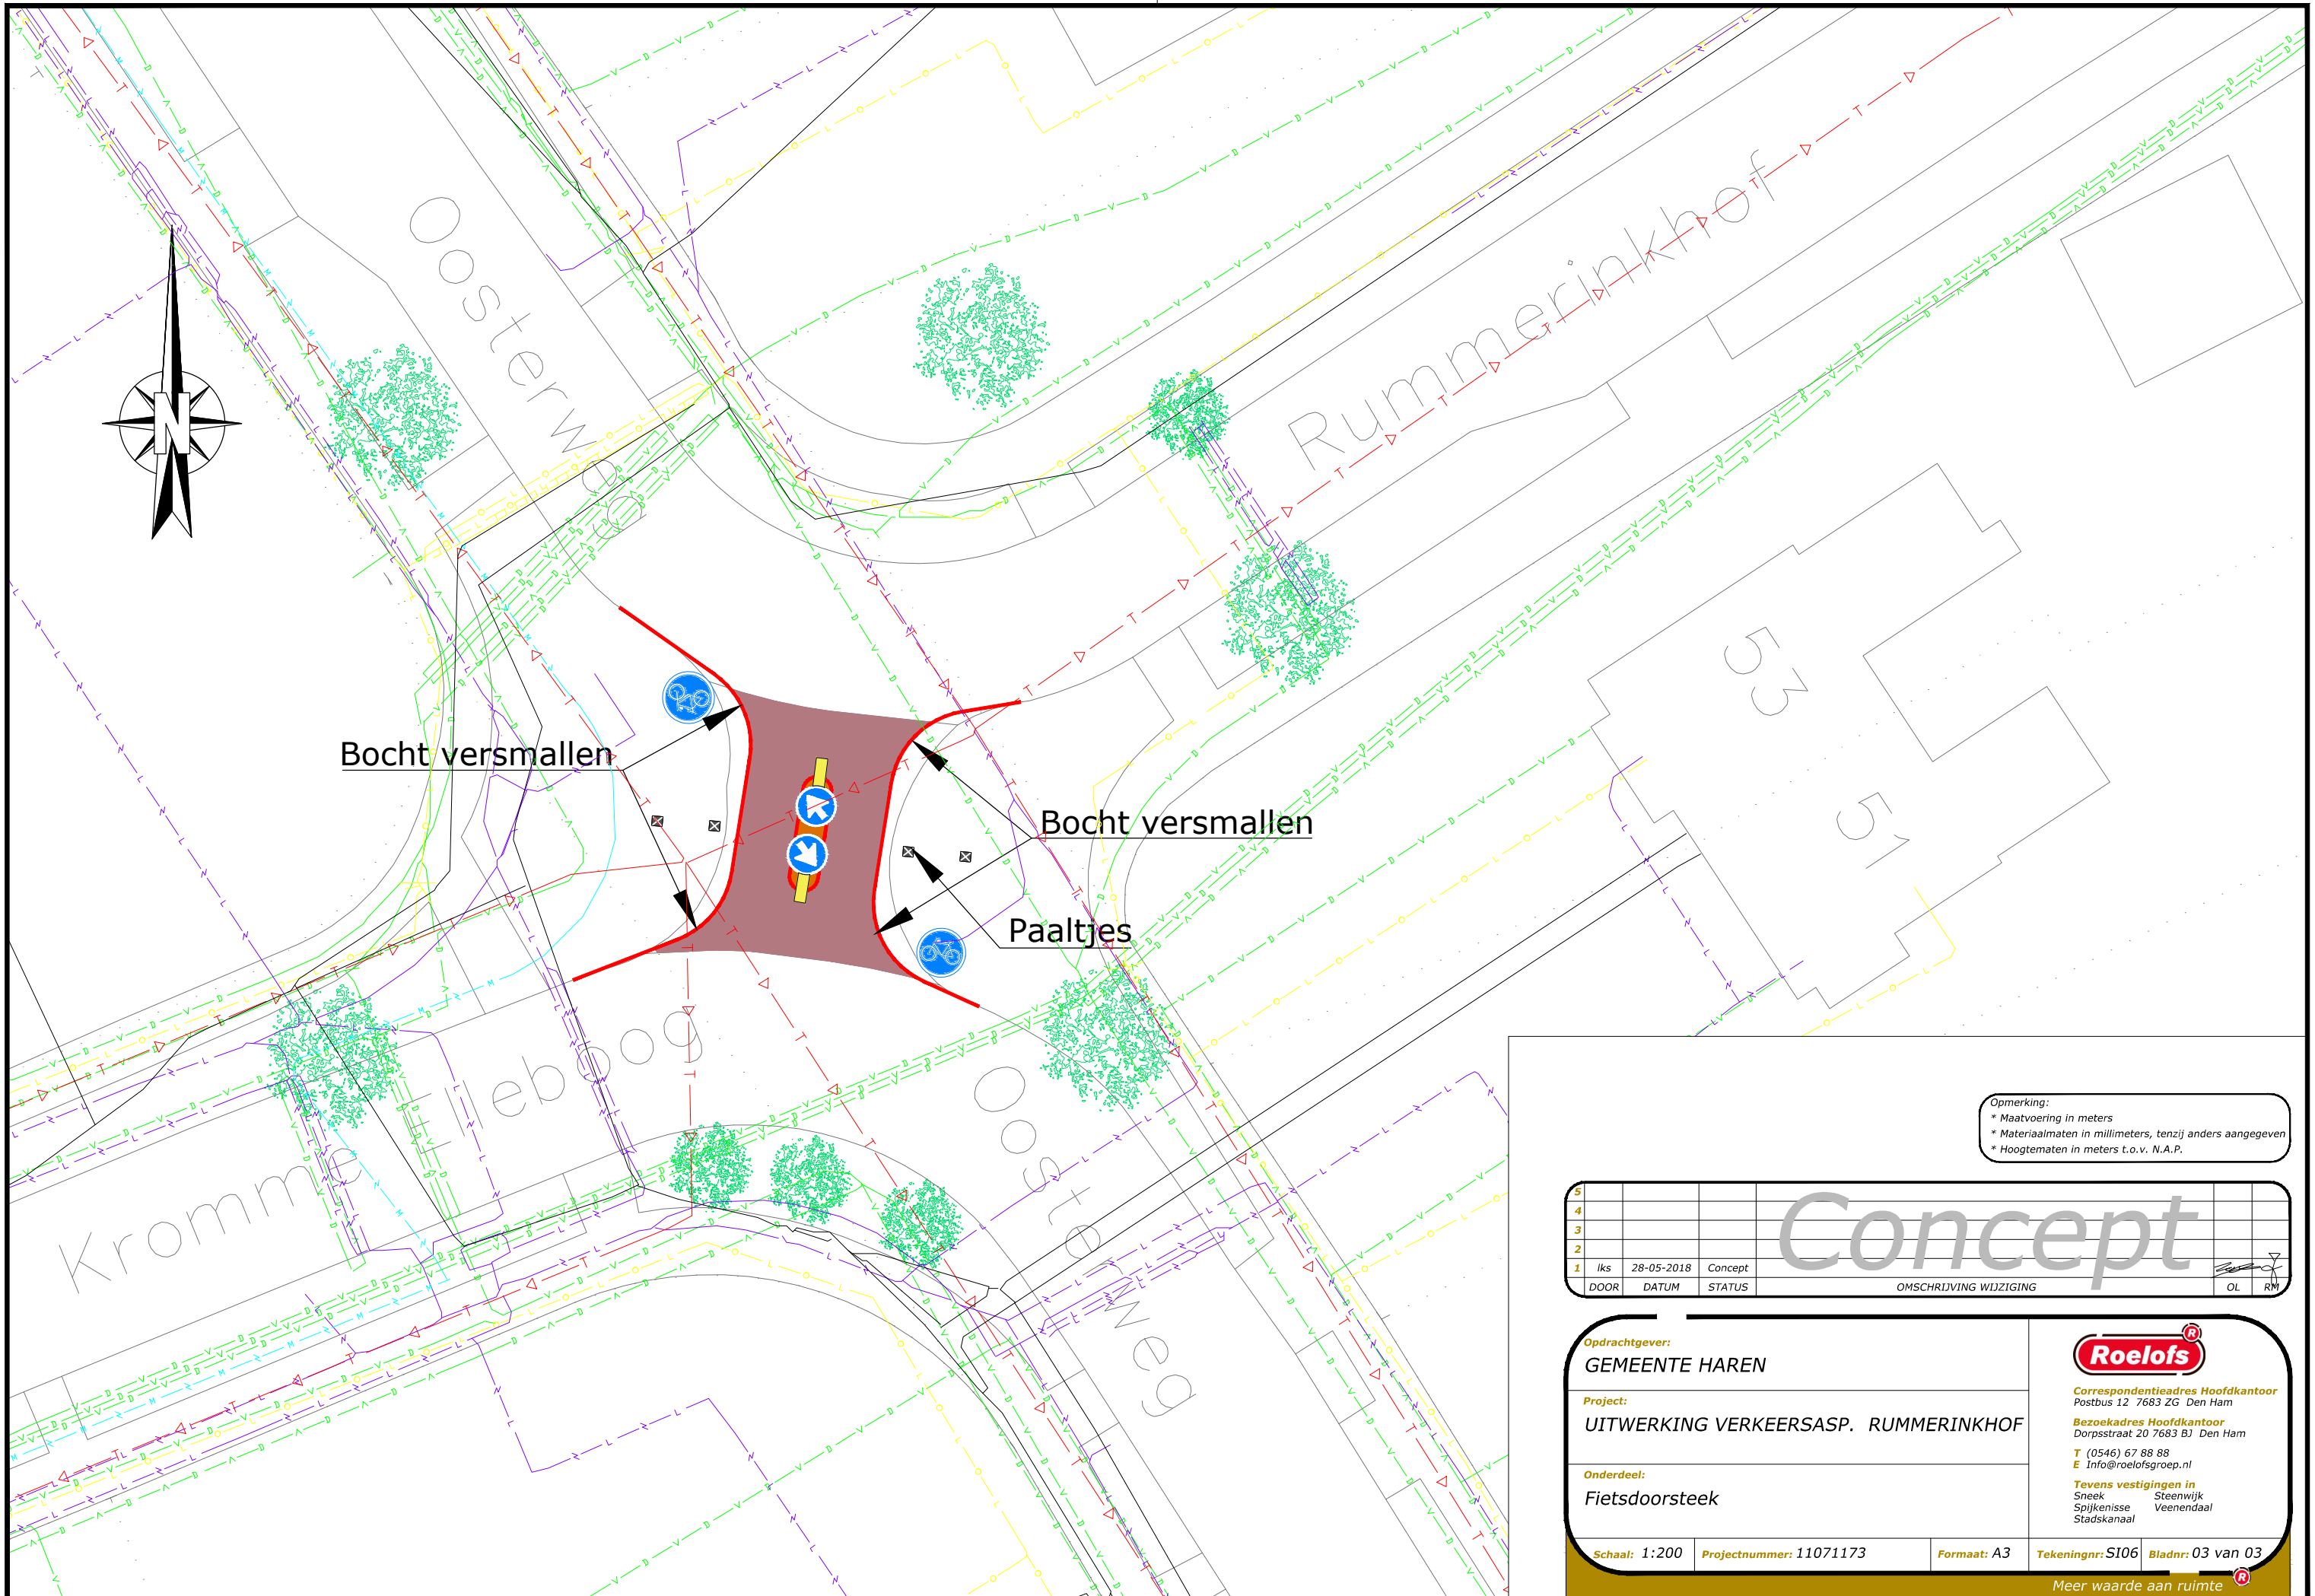 Oosterweg
Rummerinkhof
N
53
51
Bocht versmallen
Bocht versmallen
Paaltjes
Kromme Elleboog
Oosterweg
Opmerking:
* Maatvoering in meters
* Materiaalmaten in millimeters, tenzij anders aangegeven
* Hoogtematen in meters t.o.v. N.A.P.
Concept
5
4
3
2
1 lks 28-05-2018 Concept
DOOR DATUM STATUS OMSCHRIJVING WIJZIGING OL RM
Opdrachtgever:
GEMEENTE HAREN
Project:
UITWERKING VERKEERSASP. RUMMERINKHOF
Onderdeel:
Fietsdoorsteek
Roelofs ®
Correspondentieadres Hoofdkantoor
Postbus 12 7683 ZG Den Ham
Bezoekadres Hoofdkantoor
Dorpsstraat 20 7683 BJ Den Ham
T (0546) 67 88 88
E Info@roelofsgroep.nl
Tevens vestigingen in
Sneek Steenwijk
Spijkenisse Veenendaal
Stadskanaal
Schaal: 1:200 Projectnummer: 11071173 Formaat: A3 Tekeningnr: SI06 Bladnr: 03 van 03
Meer waarde aan ruimte ®